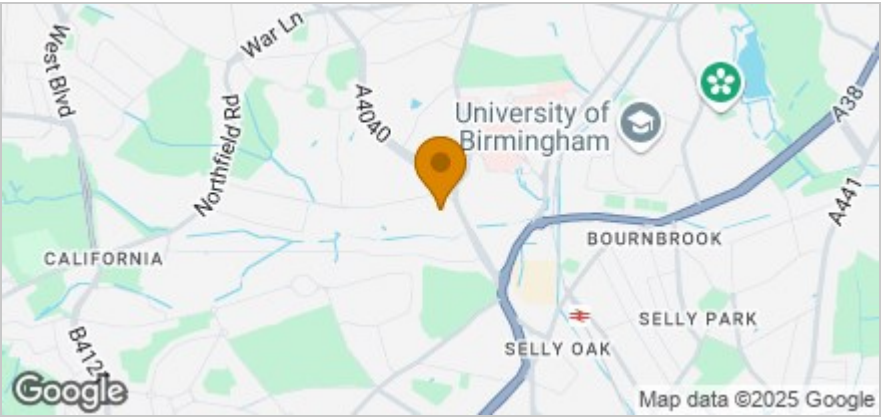 West Blvd
War Ln
Northfield Rd
A4040
University of
Birmingham
A38
A441
CALIFORNIA
BOURNBROOK
B4121
SELLY PARK
SELLY OAK
Google
Map data ©2025 Google